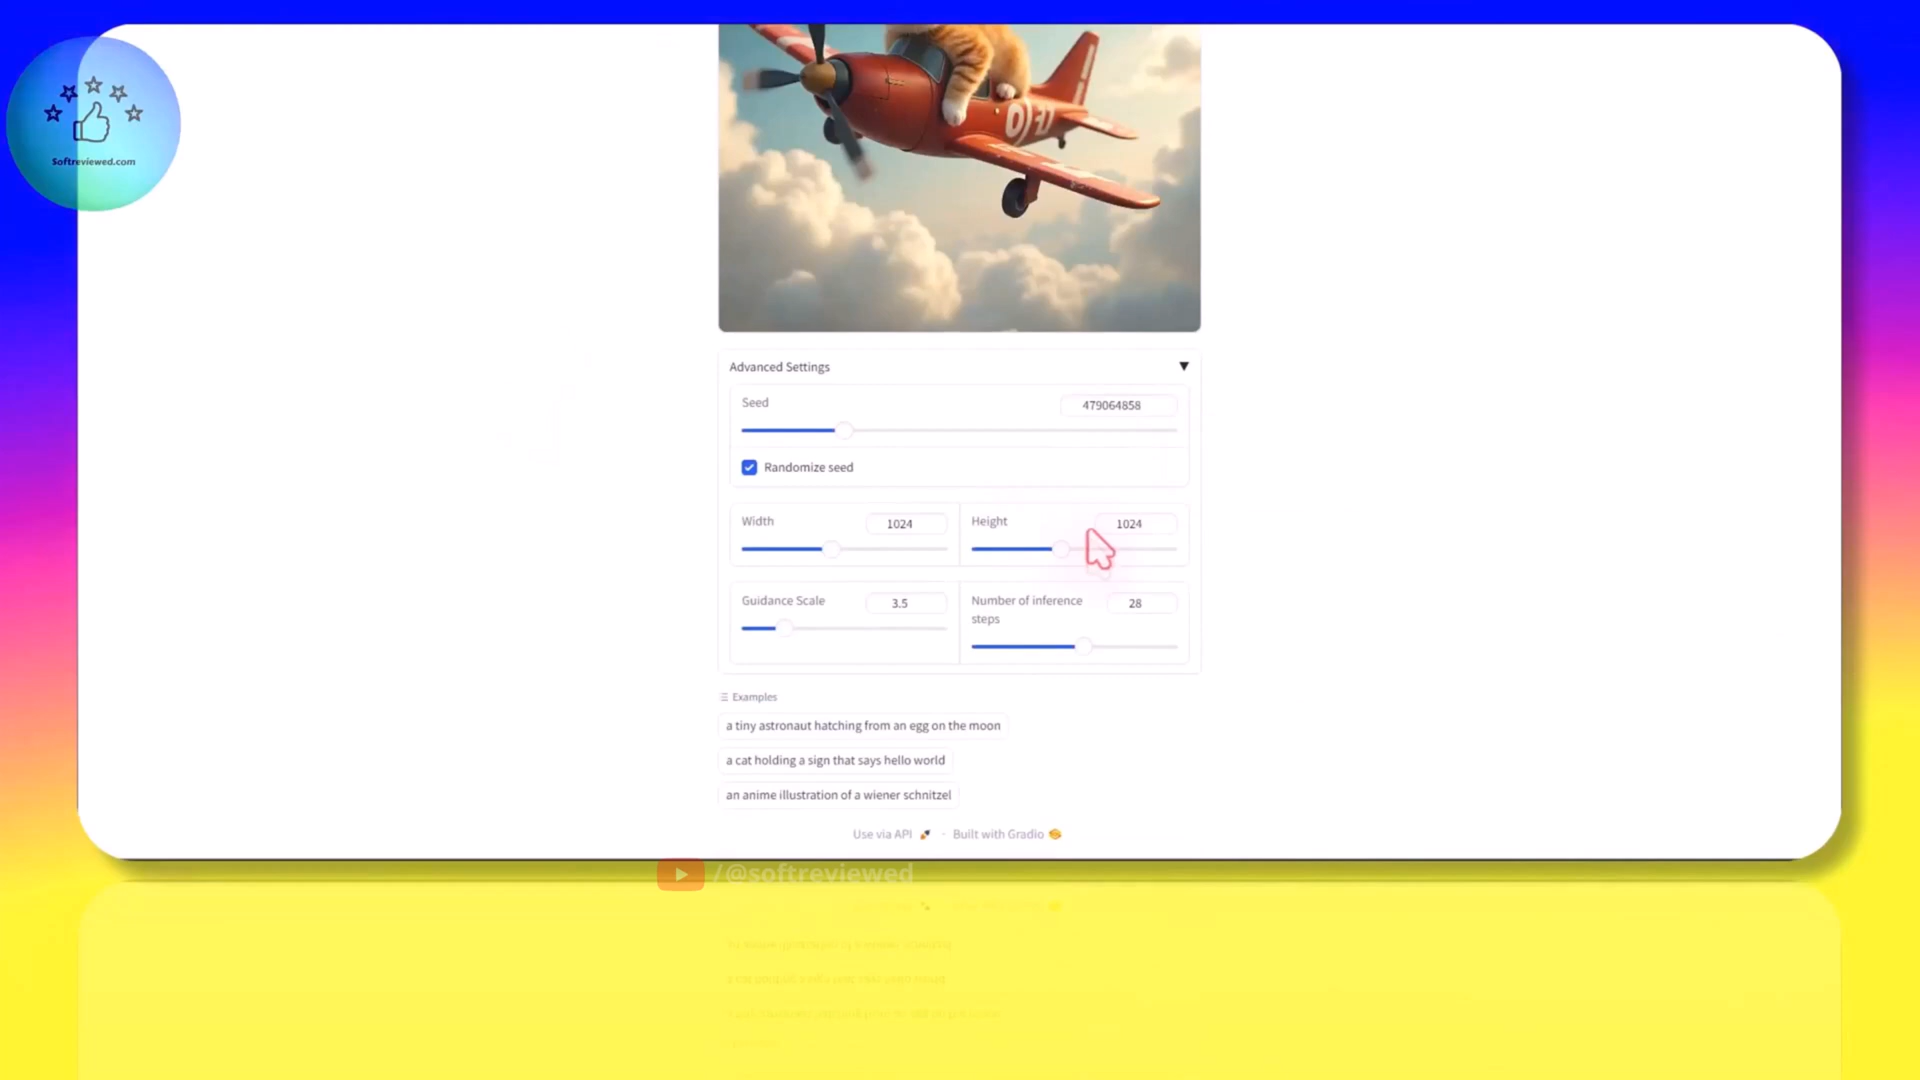 Softreviewed.com
Advanced Settings
▼
Seed
479064858
Randomize seed
Width
1024
Height
1024
Guidance Scale
3.5
Number of inference
steps
28
Examples
a tiny astronaut hatching from an egg on the moon
a cat holding a sign that says hello world
an anime illustration of a wiener schnitzel
Use via API 🚀 · Built with Gradio
/@softreviewed